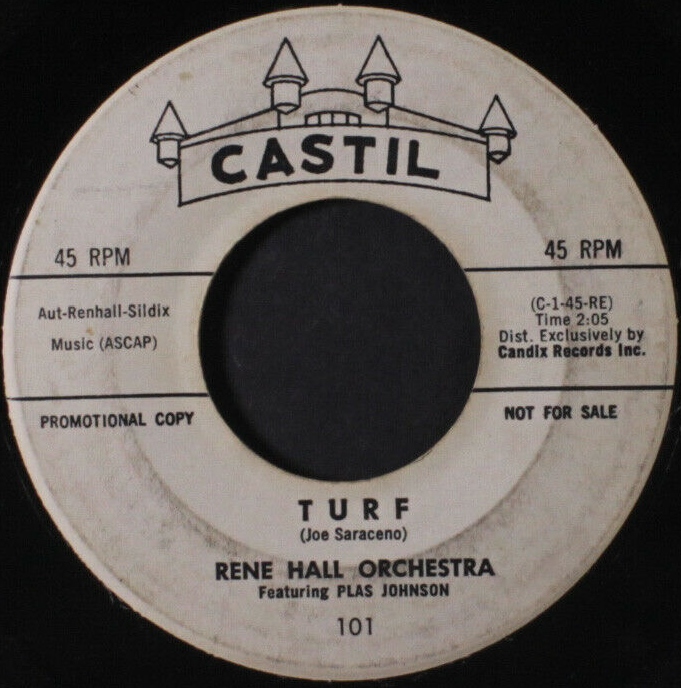 CASTIL
45 RPM
45 RPM
Aut-Renhall-Sildix
Music (ASCAP)
(C-1-45-RE)
Time 2:05
Dist. Exclusively by
Candix Records Inc.
PROMOTIONAL COPY
NOT FOR SALE
TURF
(Joe Saraceno)
RENE HALL ORCHESTRA
Featuring PLAS JOHNSON
101